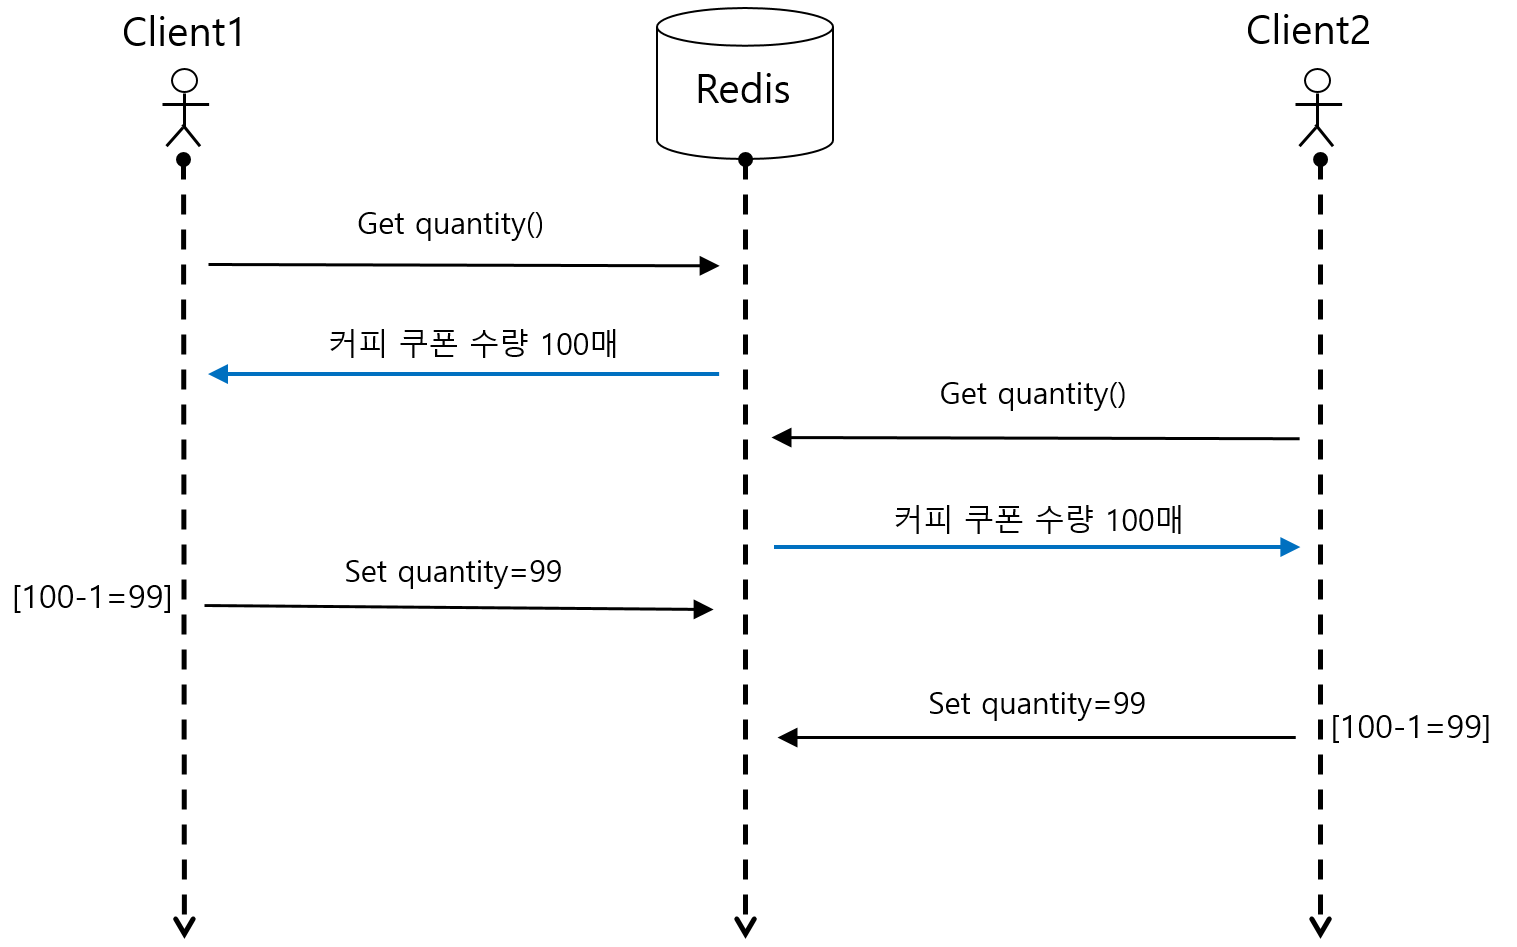 Client1
Redis
Client2
Get quantity()
커피 쿠폰 수량 100매
Get quantity()
커피 쿠폰 수량 100매
Set quantity=99
[100-1=99]
Set quantity=99
[100-1=99]